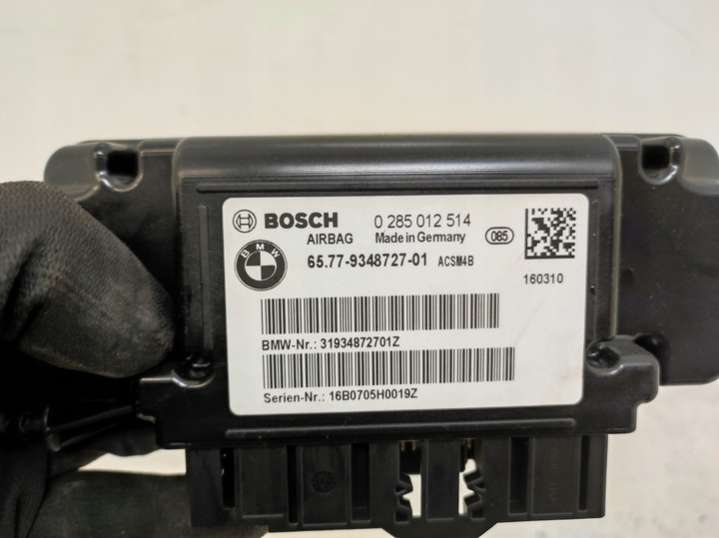 BOSCH 0 285 012 514
AIRBAG Made in Germany 085
BMW 65.77-9348727-01 ACSM4B
160310
BMW-Nr.: 31934872701Z
Serien-Nr.: 16B0705H0019Z